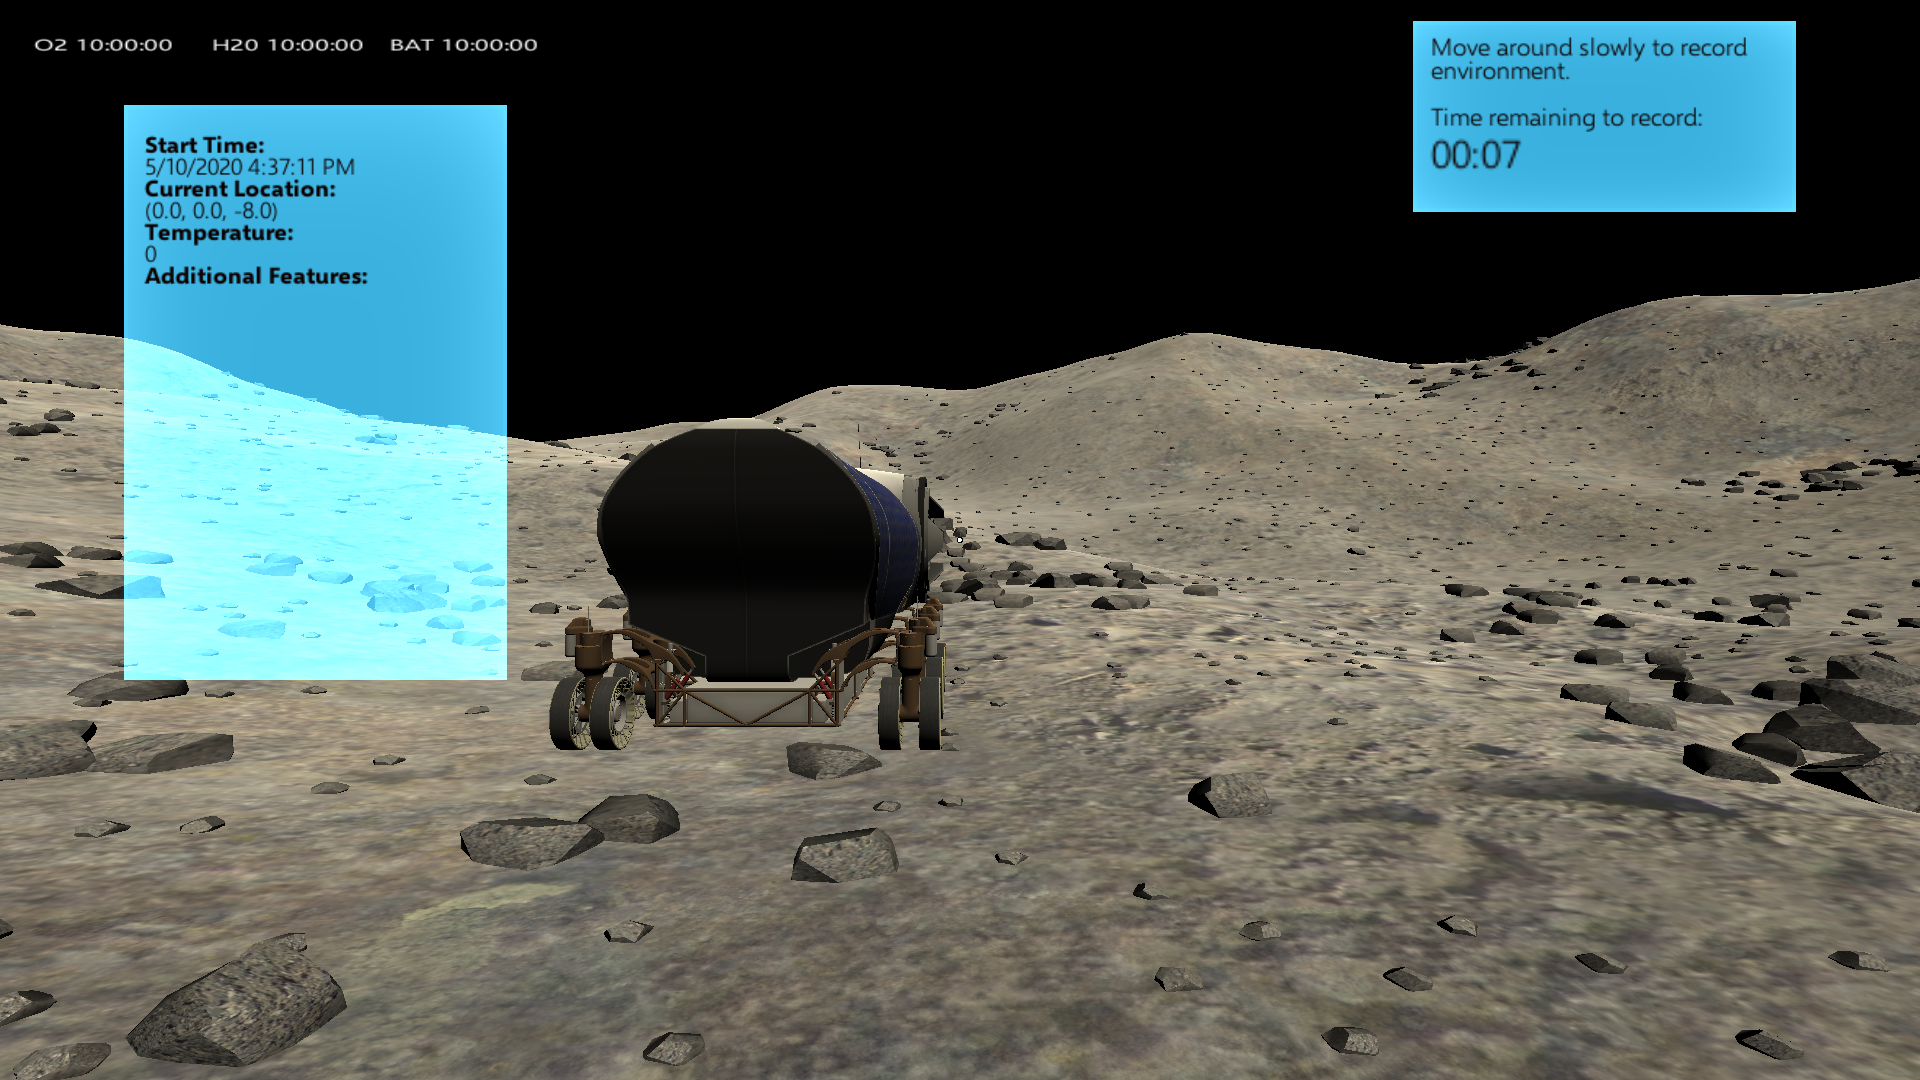 O2 10:00:00 H20 10:00:00 BAT 10:00:00
Start Time:
5/10/2020 4:37:11 PM
Current Location:
(0.0, 0.0, -8.0)
Temperature:
0
Additional Features:
Move around slowly to record
environment.
Time remaining to record:
00:07